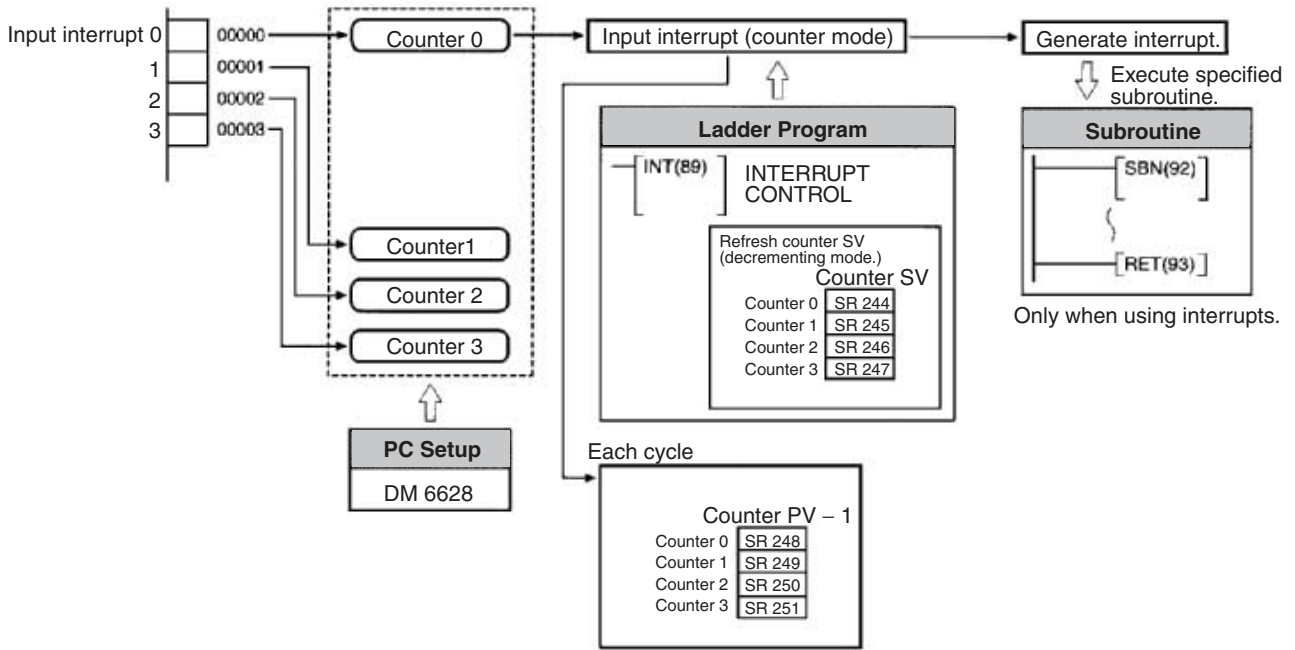 Input interrupt 0
00000
Counter 0
Input interrupt (counter mode)
Generate interrupt.
1
00001
2
00002
3
00003
Execute specified
subroutine.
Ladder Program
INT(89)
INTERRUPT
CONTROL
Refresh counter SV
(decrementing mode.)
Counter SV
Counter 0 SR 244
Counter 1 SR 245
Counter 2 SR 246
Counter 3 SR 247
Subroutine
SBN(92)
RET(93)
Only when using interrupts.
Counter1
Counter 2
Counter 3
PC Setup
DM 6628
Each cycle
Counter PV – 1
Counter 0 SR 248
Counter 1 SR 249
Counter 2 SR 250
Counter 3 SR 251